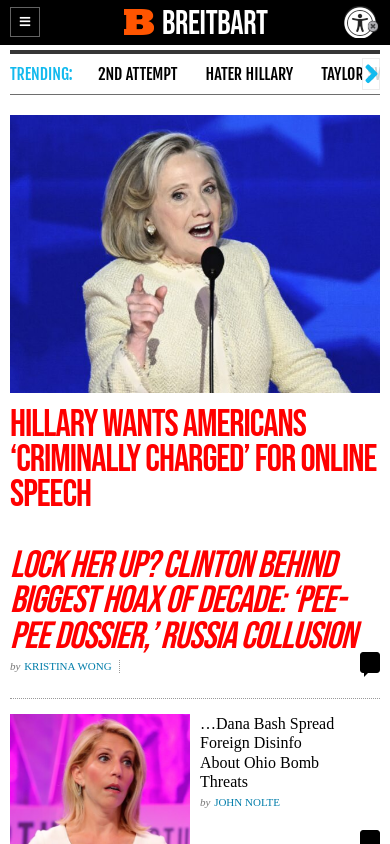 BREITBART
TRENDING: 2ND ATTEMPT HATER HILLARY TAYLOR
HILLARY WANTS AMERICANS
‘CRIMINALLY CHARGED’ FOR ONLINE
SPEECH
LOCK HER UP? CLINTON BEHIND
BIGGEST HOAX OF DECADE: ‘PEE-
PEE DOSSIER,’ RUSSIA COLLUSION
by KRISTINA WONG
…Dana Bash Spread
Foreign Disinfo
About Ohio Bomb
Threats
by JOHN NOLTE